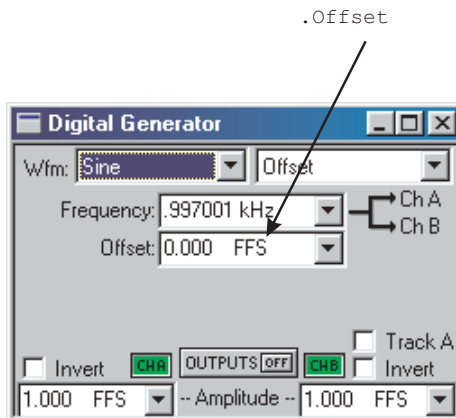 .Offset
Digital Generator
Wfm: Sine Offset
Frequency: .997001 kHz Ch A
Ch B
Offset: 0.000 FFS
Track A
Invert CHA OUTPUTS OFF CHB Invert
1.000 FFS -- Amplitude -- 1.000 FFS